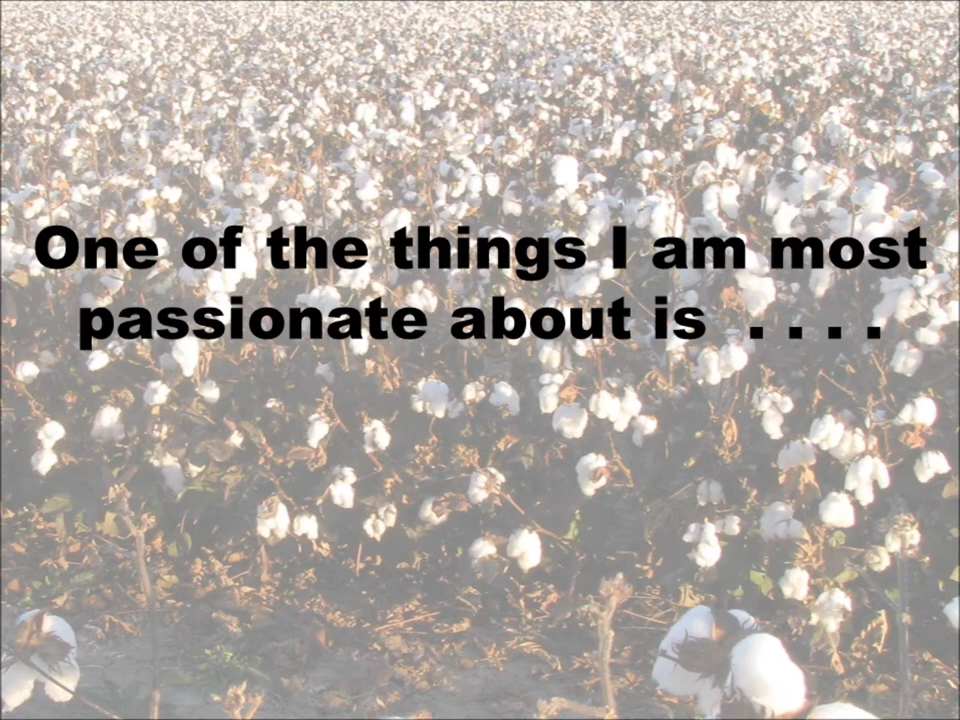 One of the things I am most
passionate about is  . . . .